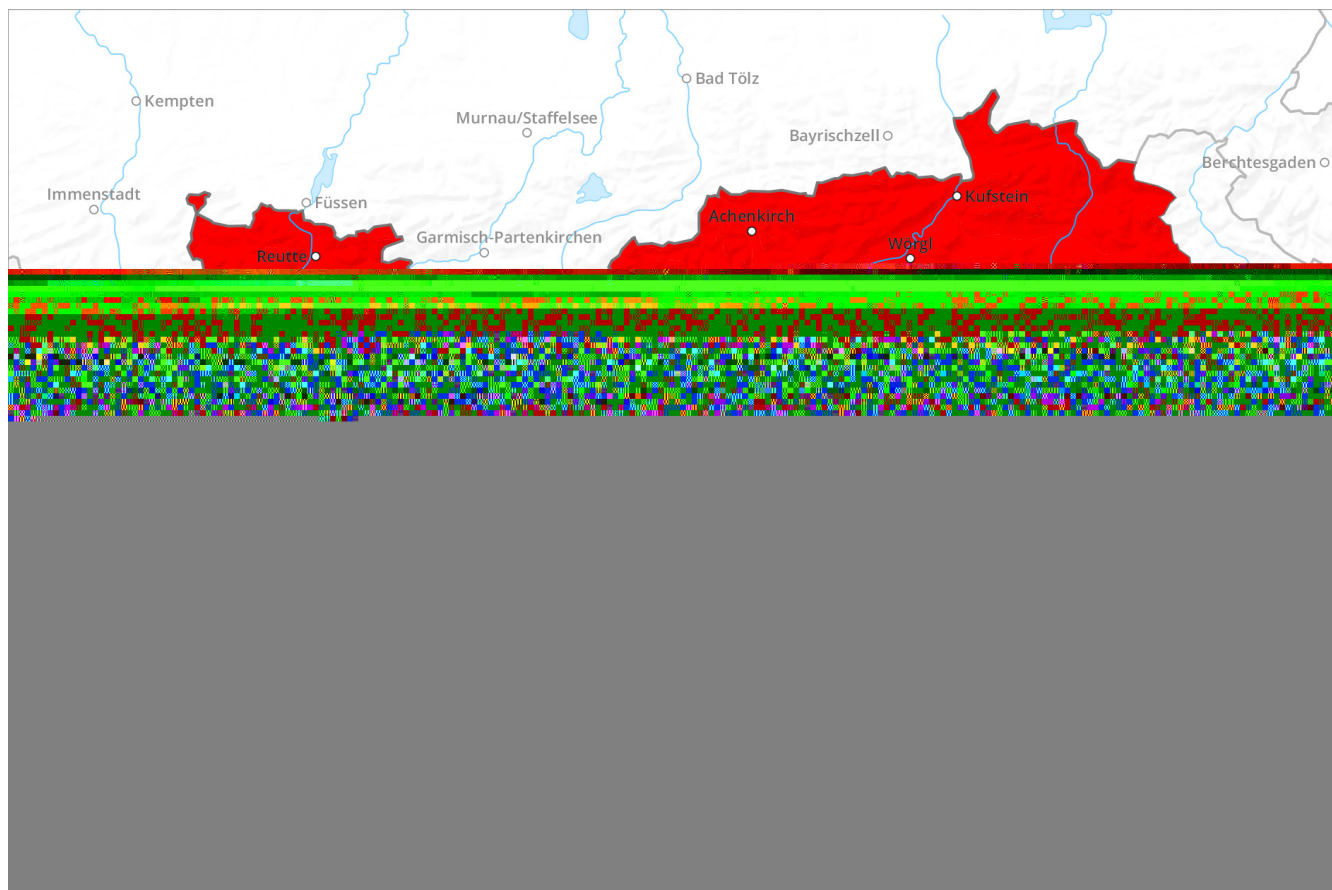 Bad Tölz
Kempten
Murnau/Staffelsee
Bayrischzell
Berchtesgaden
Immenstadt
Füssen
Kufstein
Achenkirch
Garmisch-Partenkirchen
Wörgl
Reutte